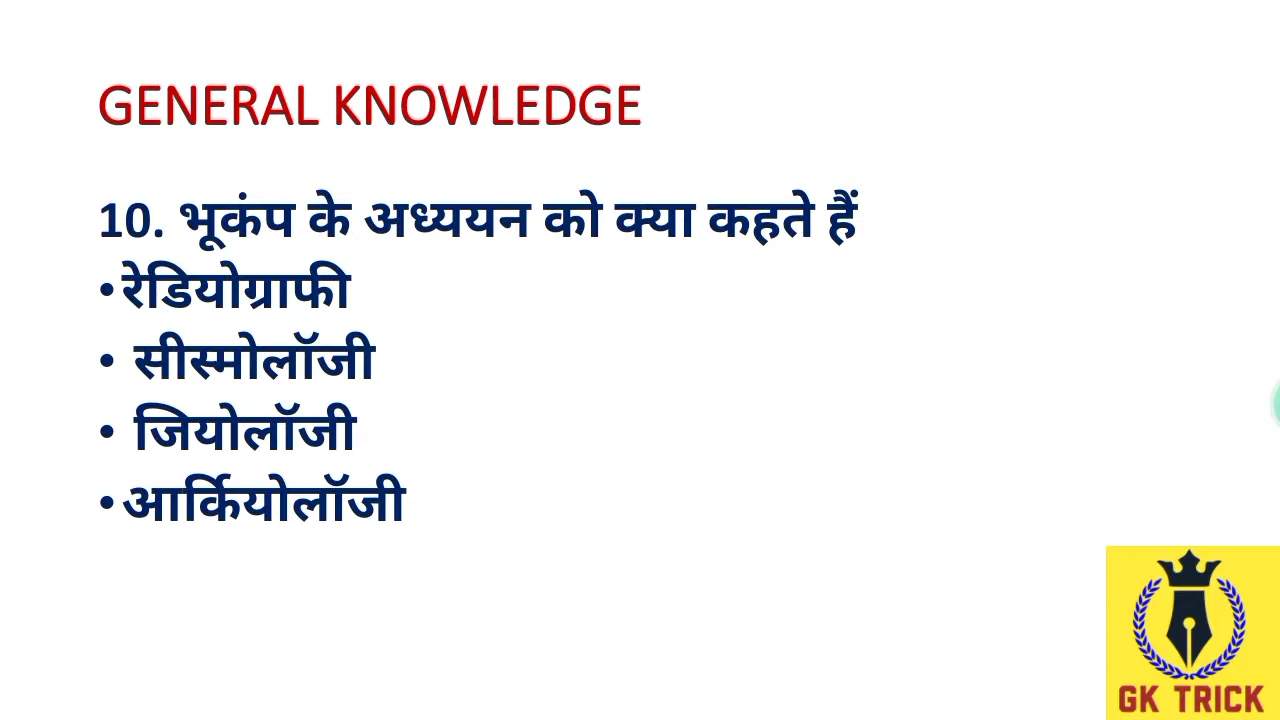 GENERAL KNOWLEDGE
10. भूकंप के अध्ययन को क्या कहते हैं
•रेडियोग्राफी
• सीस्मोलॉजी
• जियोलॉजी
•आर्कियोलॉजी
GK TRICK